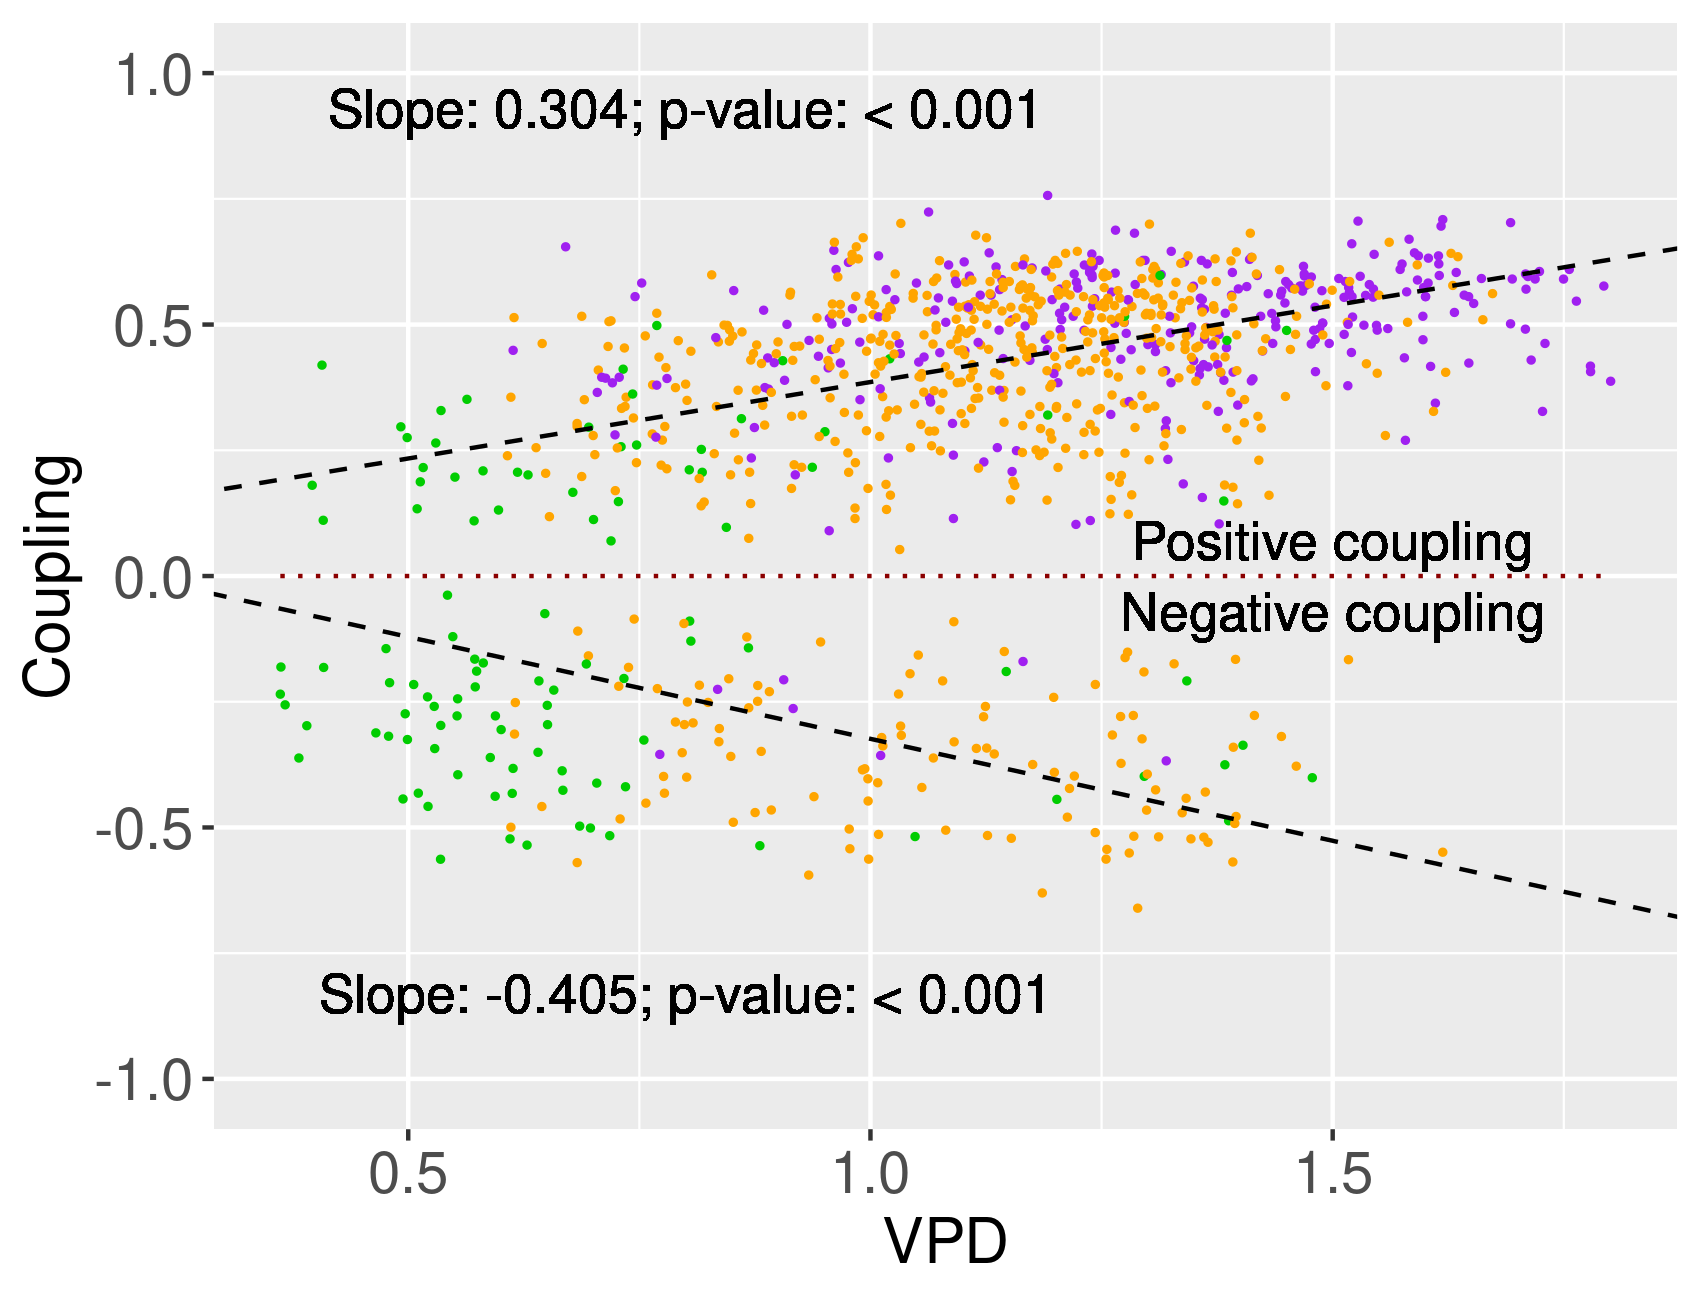 1.0
Slope: 0.304; p-value: < 0.001
0.5
Positive coupling
0.0
Negative coupling
Coupling
-0.5
Slope: -0.405; p-value: < 0.001
-1.0
0.5 1.0 1.5
VPD